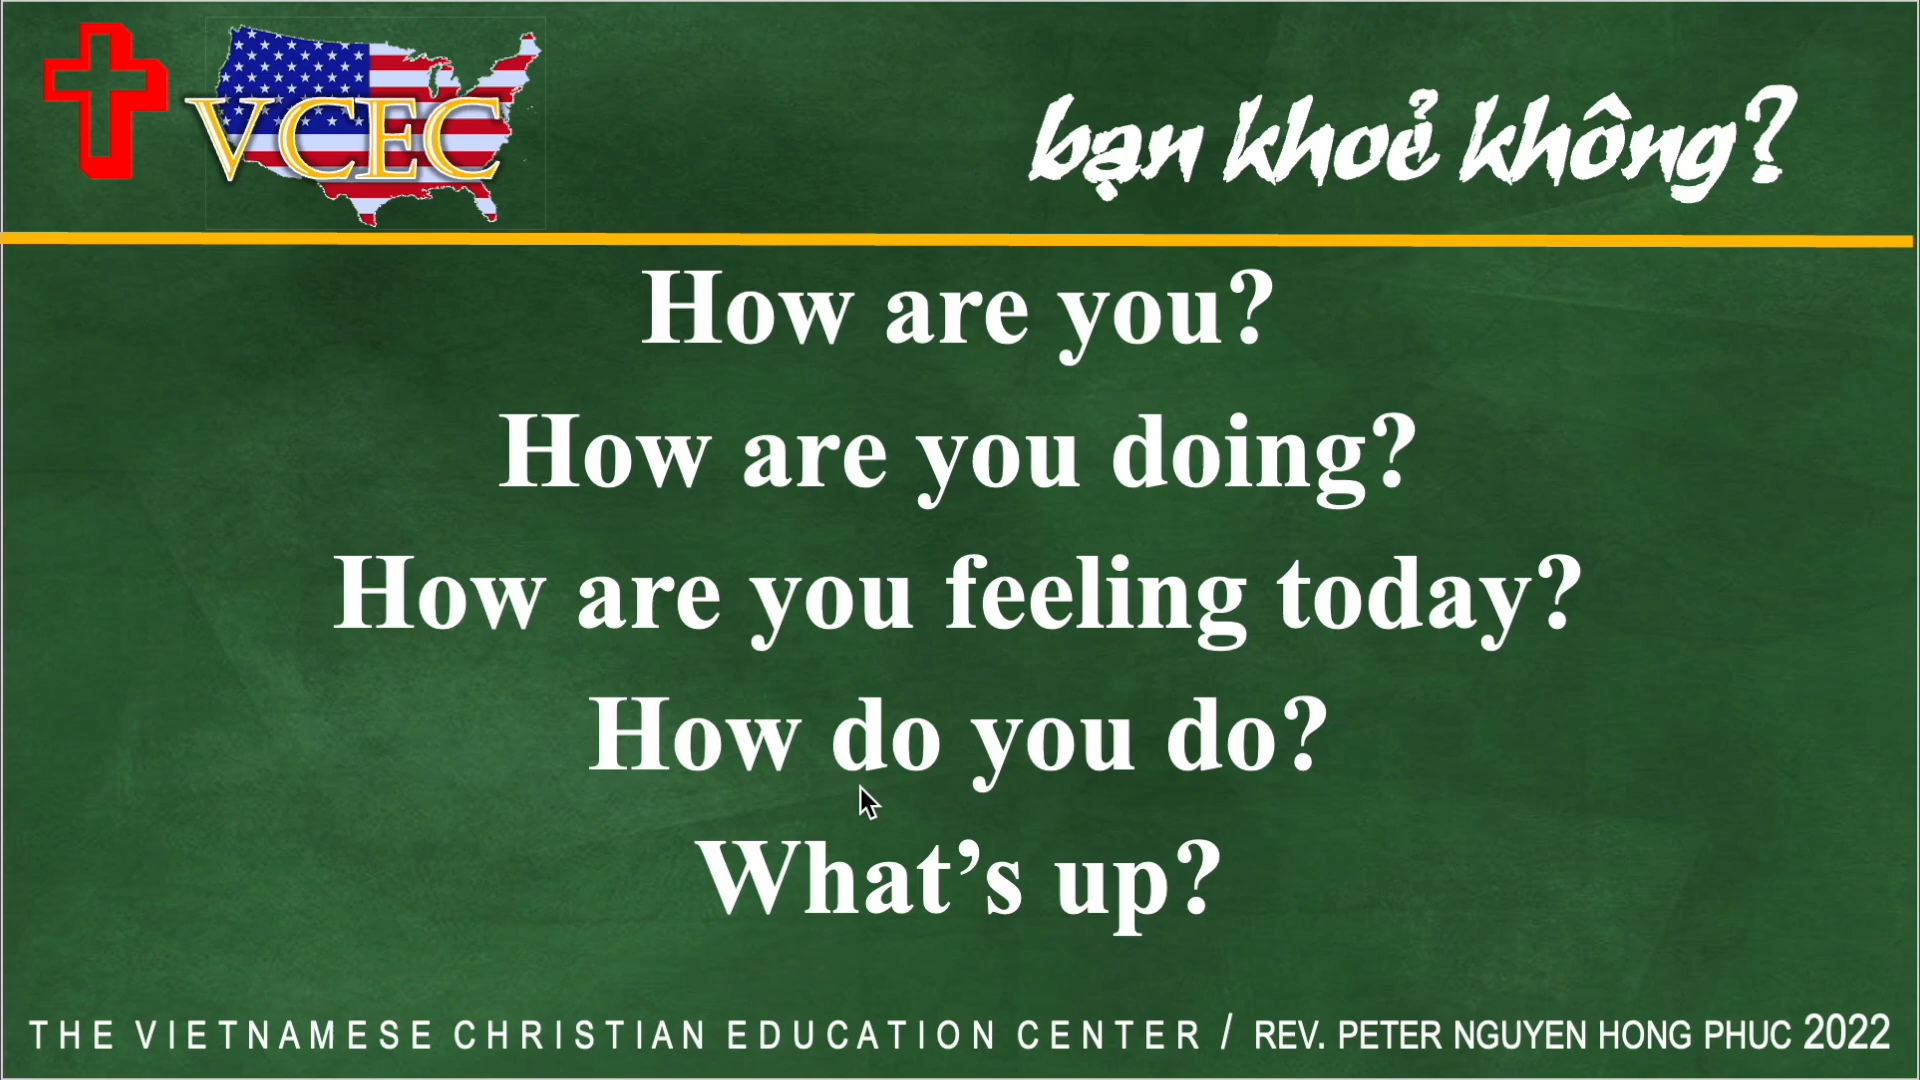 VCEC
bạn khoẻ không?
How are you?
How are you doing?
How are you feeling today?
How do you do?
What’s up?
THE VIETNAMESE CHRISTIAN EDUCATION CENTER / REV. PETER NGUYEN HONG PHUC 2022